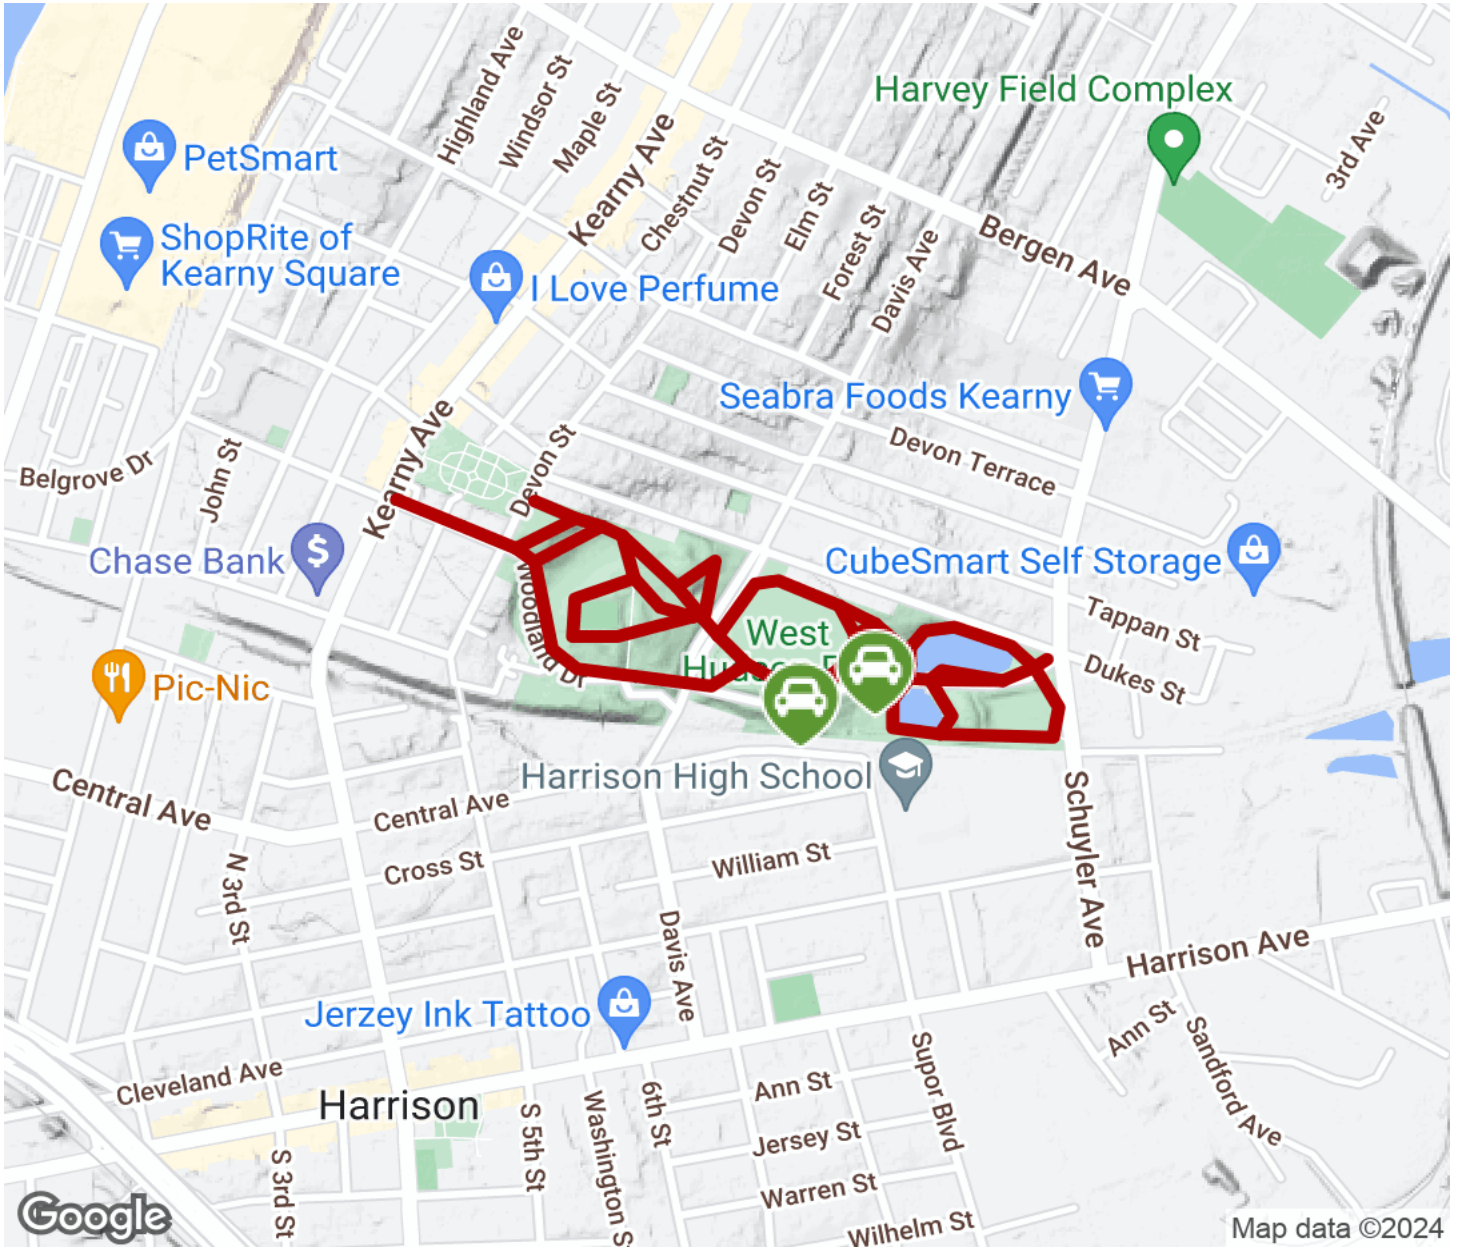 Highland Ave
Windsor St
Maple St
Kearny Ave
Chestnut St
Devon St
Elm St
Forest St
Davis Ave
Harvey Field Complex
3rd Ave
Bergen Ave
PetSmart
ShopRite of
Kearny Square
I Love Perfume
Seabra Foods Kearny
Devon Terrace
Belgrove Dr
John St
Kearny Ave
Devon St
Chase Bank
CubeSmart Self Storage
Woodland Dr
West
Tappan St
Dukes St
Pic-Nic
Harrison High School
Central Ave
Central Ave
Cross St
William St
Schuyler Ave
N 3rd St
Davis Ave
Harrison Ave
Jerzey Ink Tattoo
Ann St
Sandford Ave
Cleveland Ave
Harrison
S 3rd St
S 5th St
Washington S
6th St
Ann St
Jersey St
Warren St
Wilhelm St
Supor Blvd
Google
Map data ©2024